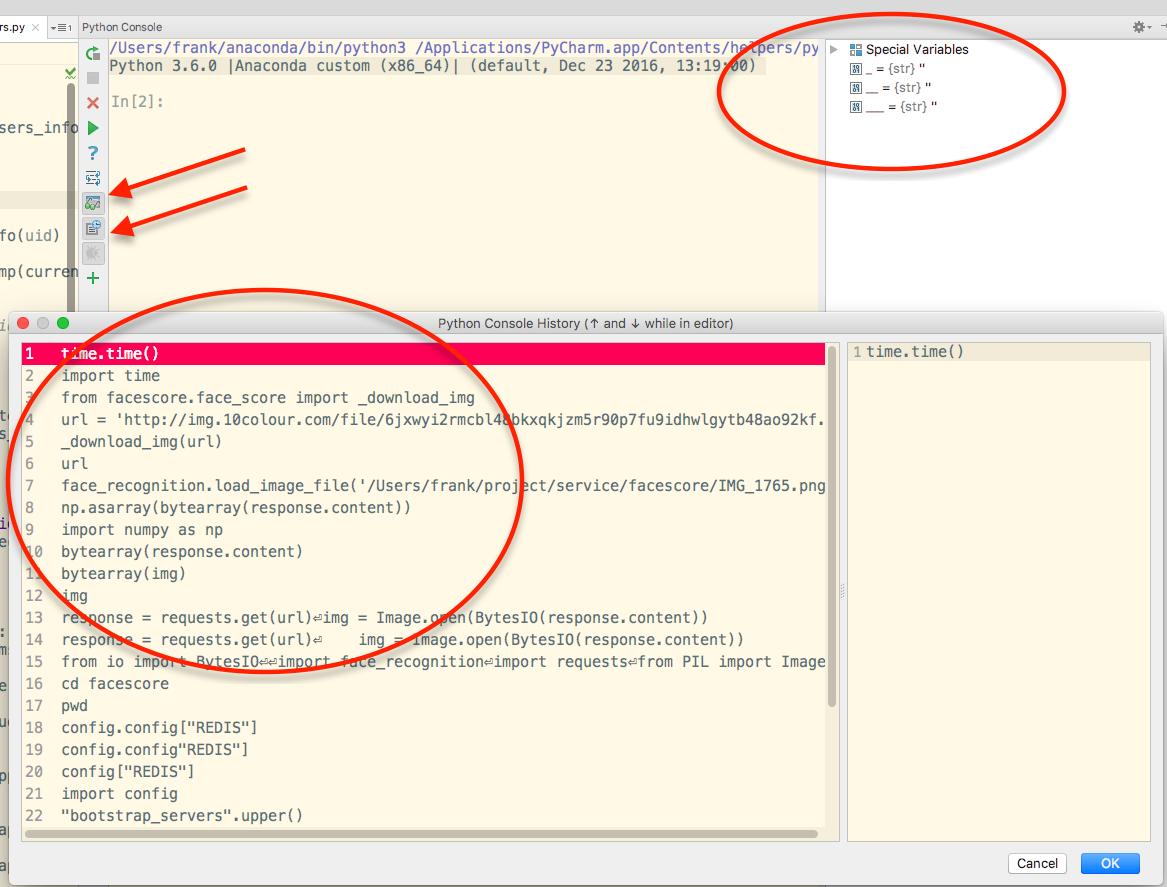 rs.py
Python Console
/Users/frank/anaconda/bin/python3 /Applications/PyCharm.app/Contents/helpers/py
Python 3.6.0 |Anaconda custom (x86_64)| (default, Dec 23 2016, 13:19:00)
In[2]:
Special Variables
_ = {str} ''
__ = {str} ''
___ = {str} ''
sers_info
fo(uid)
mp(curren
Python Console History (↑ and ↓ while in editor)
1 time.time()
2 import time
3 from facescore.face_score import _download_img
4 url = 'http://img.10colour.com/file/6jxwyi2rmcbl48bkxqkjzm5r90p7fu9idhwlgytb48ao92kf.
5 _download_img(url)
6 url
7 face_recognition.load_image_file('/Users/frank/project/service/facescore/IMG_1765.png
8 np.asarray(bytearray(response.content))
9 import numpy as np
10 bytearray(response.content)
11 bytearray(img)
12 img
13 response = requests.get(url)⏎img = Image.open(BytesIO(response.content))
14 response = requests.get(url)⏎    img = Image.open(BytesIO(response.content))
15 from io import BytesIO⏎⏎import face_recognition⏎import requests⏎from PIL import Image
16 cd facescore
17 pwd
18 config.config["REDIS"]
19 config.config"REDIS"]
20 config["REDIS"]
21 import config
22 "bootstrap_servers".upper()
1 time.time()
Cancel
OK